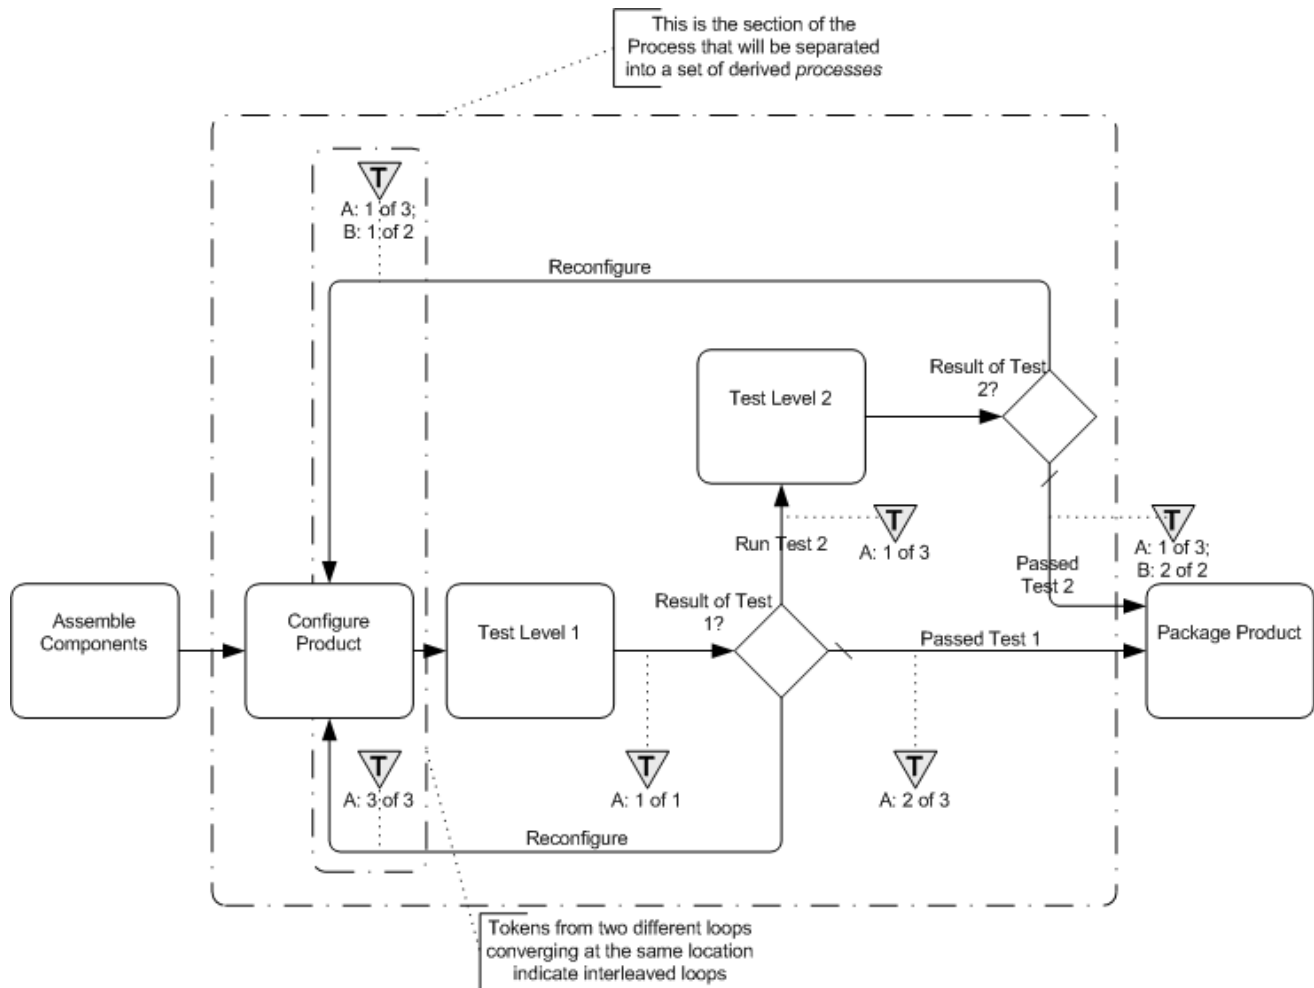 This is the section of the
Process that will be separated
into a set of derived processes
T
A: 1 of 3;
B: 1 of 2
Reconfigure
Test Level 2
Result of Test
2?
T
A: 1 of 3
T
A: 1 of 3;
B: 2 of 2
Run Test 2
Passed
Test 2
Assemble
Components
Configure
Product
Test Level 1
Result of Test
1?
Passed Test 1
Package Product
T
A: 3 of 3
T
A: 1 of 1
T
A: 2 of 3
Reconfigure
Tokens from two different loops
converging at the same location
indicate interleaved loops